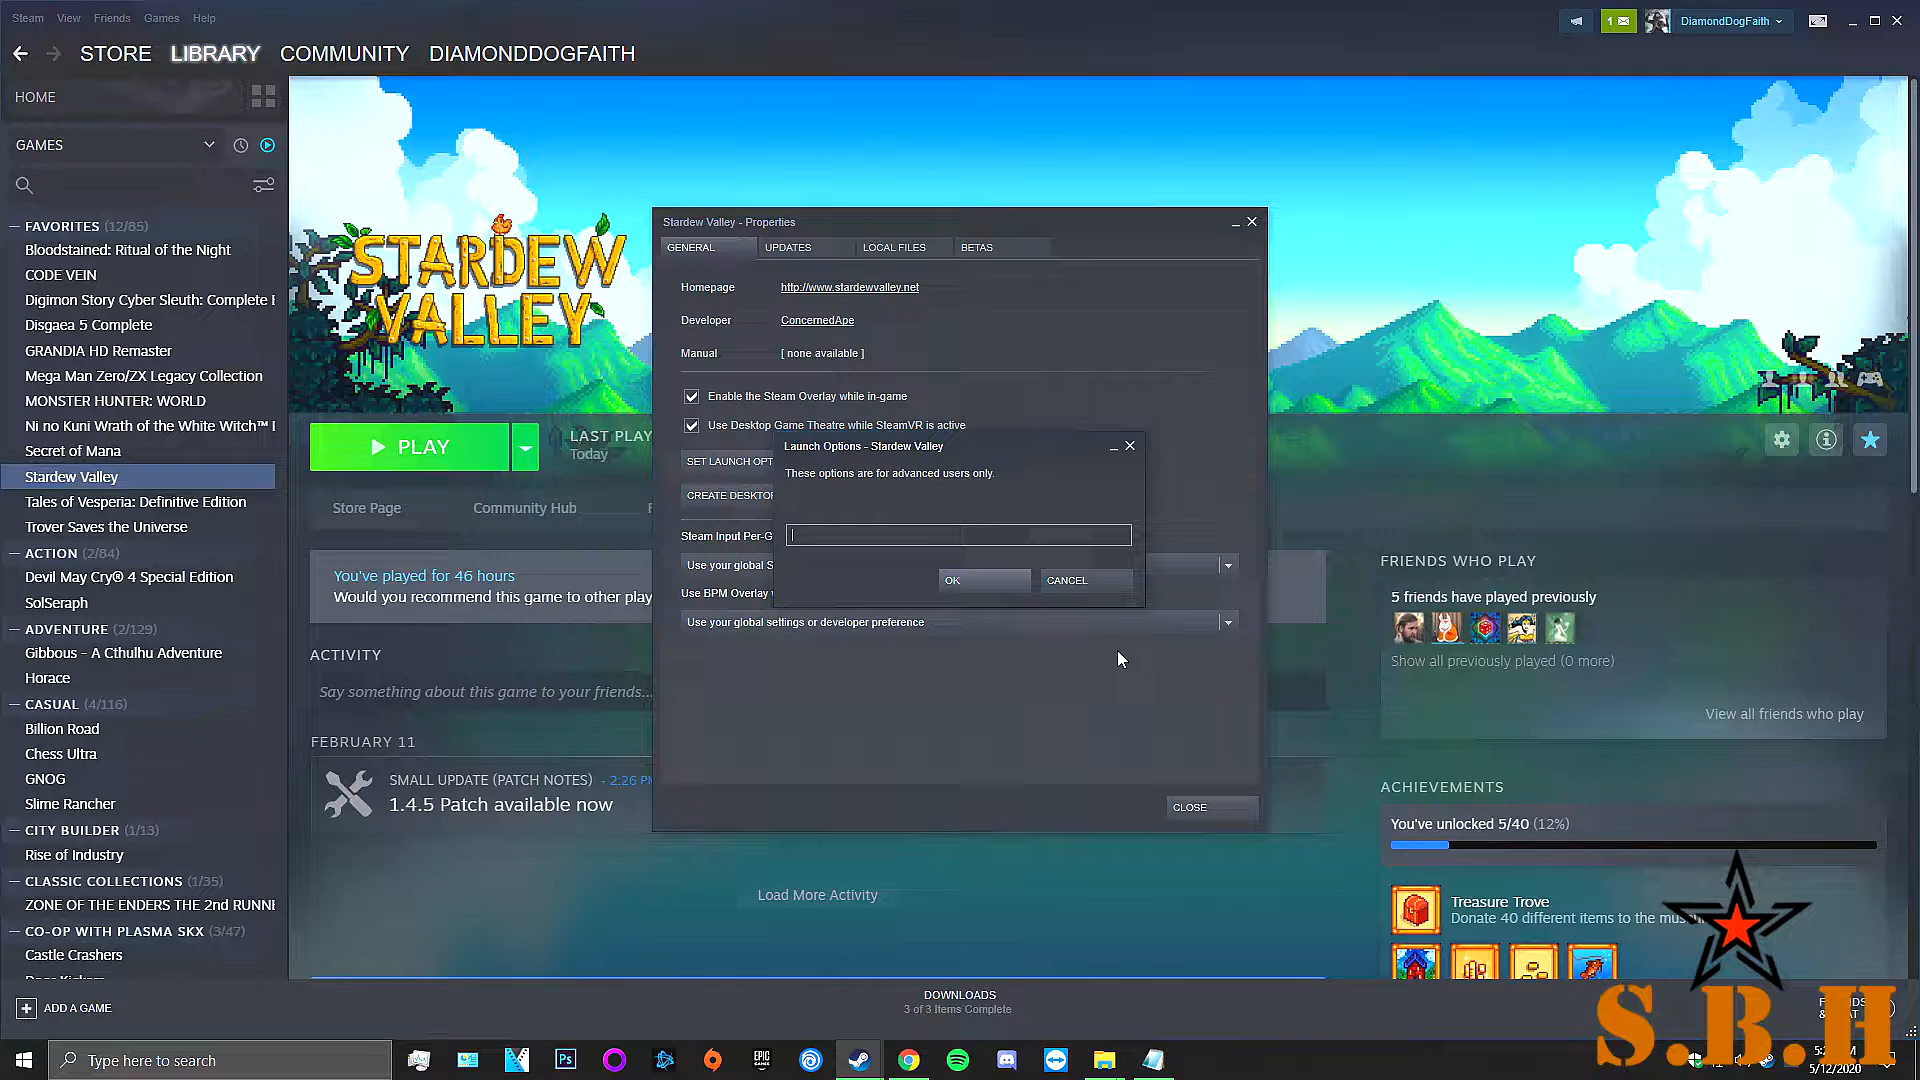 Steam View Friends Games Help
1
DiamondDogFaith
STORE LIBRARY COMMUNITY DIAMONDDOGFAITH
HOME
GAMES
FAVORITES (12/85)
Bloodstained: Ritual of the Night
CODE VEIN
Digimon Story Cyber Sleuth: Complete E
Disgaea 5 Complete
GRANDIA HD Remaster
Mega Man Zero/ZX Legacy Collection
MONSTER HUNTER: WORLD
Ni no Kuni Wrath of the White Witch™ I
Secret of Mana
Stardew Valley
Tales of Vesperia: Definitive Edition
Trover Saves the Universe
ACTION (2/84)
Devil May Cry® 4 Special Edition
SolSeraph
ADVENTURE (2/129)
Gibbous - A Cthulhu Adventure
Horace
CASUAL (4/116)
Billion Road
Chess Ultra
GNOG
Slime Rancher
CITY BUILDER (1/13)
Rise of Industry
CLASSIC COLLECTIONS (1/35)
ZONE OF THE ENDERS THE 2nd RUNNE
CO-OP WITH PLASMA SKX (3/47)
Castle Crashers
ADD A GAME
STARDEW
VALLEY
PLAY
LAST PLAY
Today
Store Page Community Hub
You've played for 46 hours
Would you recommend this game to other play
ACTIVITY
Say something about this game to your friends...
FEBRUARY 11
SMALL UPDATE (PATCH NOTES) - 2:26 PM
1.4.5 Patch available now
Load More Activity
Stardew Valley - Properties
GENERAL UPDATES LOCAL FILES BETAS
Homepage http://www.stardewvalley.net
Developer ConcernedApe
Manual [ none available ]
Enable the Steam Overlay while in-game
Use Desktop Game Theatre while SteamVR is active
SET LAUNCH OPT
CREATE DESKTOP
Steam Input Per-G
Use your global S
Use BPM Overlay
Use your global settings or developer preference
CLOSE
Launch Options - Stardew Valley
These options are for advanced users only.
OK CANCEL
FRIENDS WHO PLAY
5 friends have played previously
Show all previously played (0 more)
View all friends who play
ACHIEVEMENTS
You've unlocked 5/40 (12%)
Treasure Trove
Donate 40 different items to the
DOWNLOADS
3 of 3 Items Complete
S.B.H
Type here to search
Ps
EPIC
GAMES
5/12/2020